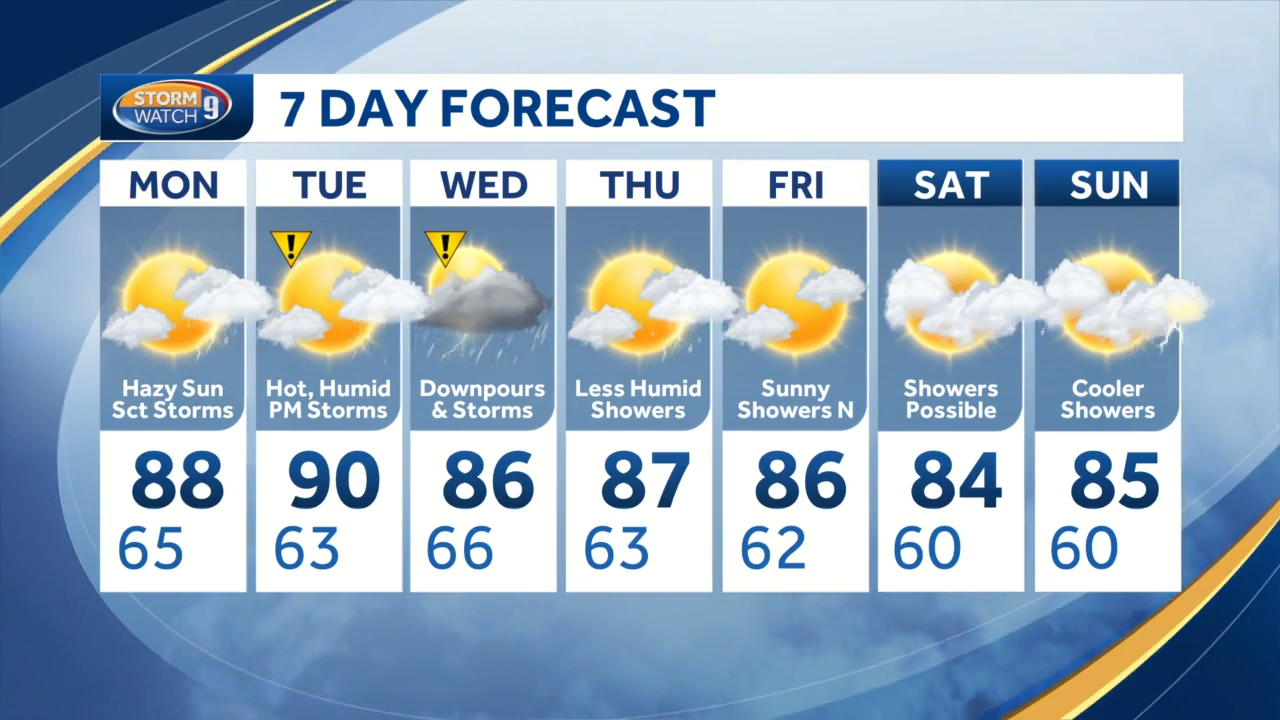 STORM
WATCH 9
7 DAY FORECAST
MON
TUE
WED
THU
FRI
SAT
SUN
!
!
Hazy Sun
Sct Storms
Hot, Humid
PM Storms
Downpours
& Storms
Less Humid
Showers
Sunny
Showers N
Showers
Possible
Cooler
Showers
88
90
86
87
86
84
85
65
63
66
63
62
60
60